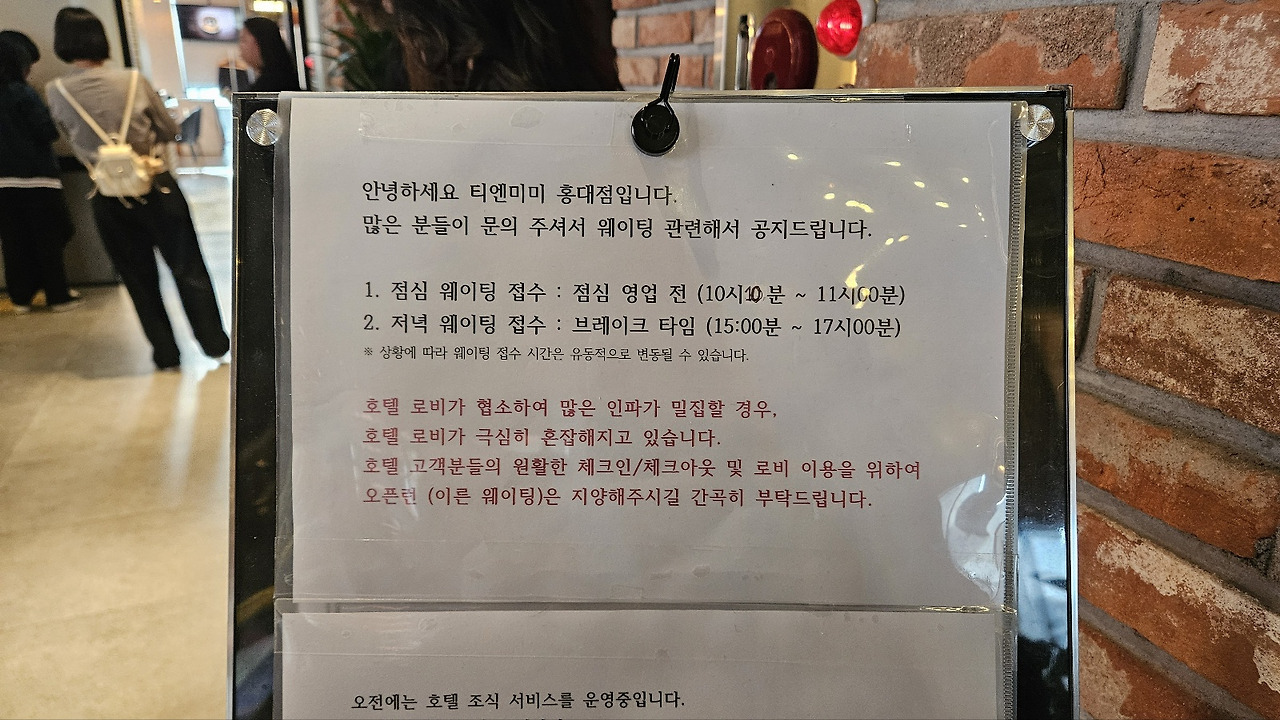 안녕하세요 티엔미미 홍대점입니다.
많은 분들이 문의 주셔서 웨이팅 관련해서 공지드립니다.
1. 점심 웨이팅 접수 : 점심 영업 전 (10시10분 ~ 11시00분)
2. 저녁 웨이팅 접수 : 브레이크 타임 (15:00분 ~ 17시00분)
※ 상황에 따라 웨이팅 접수 시간은 유동적으로 변동될 수 있습니다.
호텔 로비가 협소하여 많은 인파가 밀집할 경우,
호텔 로비가 극심히 혼잡해지고 있습니다.
호텔 고객분들의 원활한 체크인/체크아웃 및 로비 이용을 위하여
오픈런 (이른 웨이팅)은 지양해주시길 간곡히 부탁드립니다.
오전에는 호텔 조식 서비스를 운영중입니다.